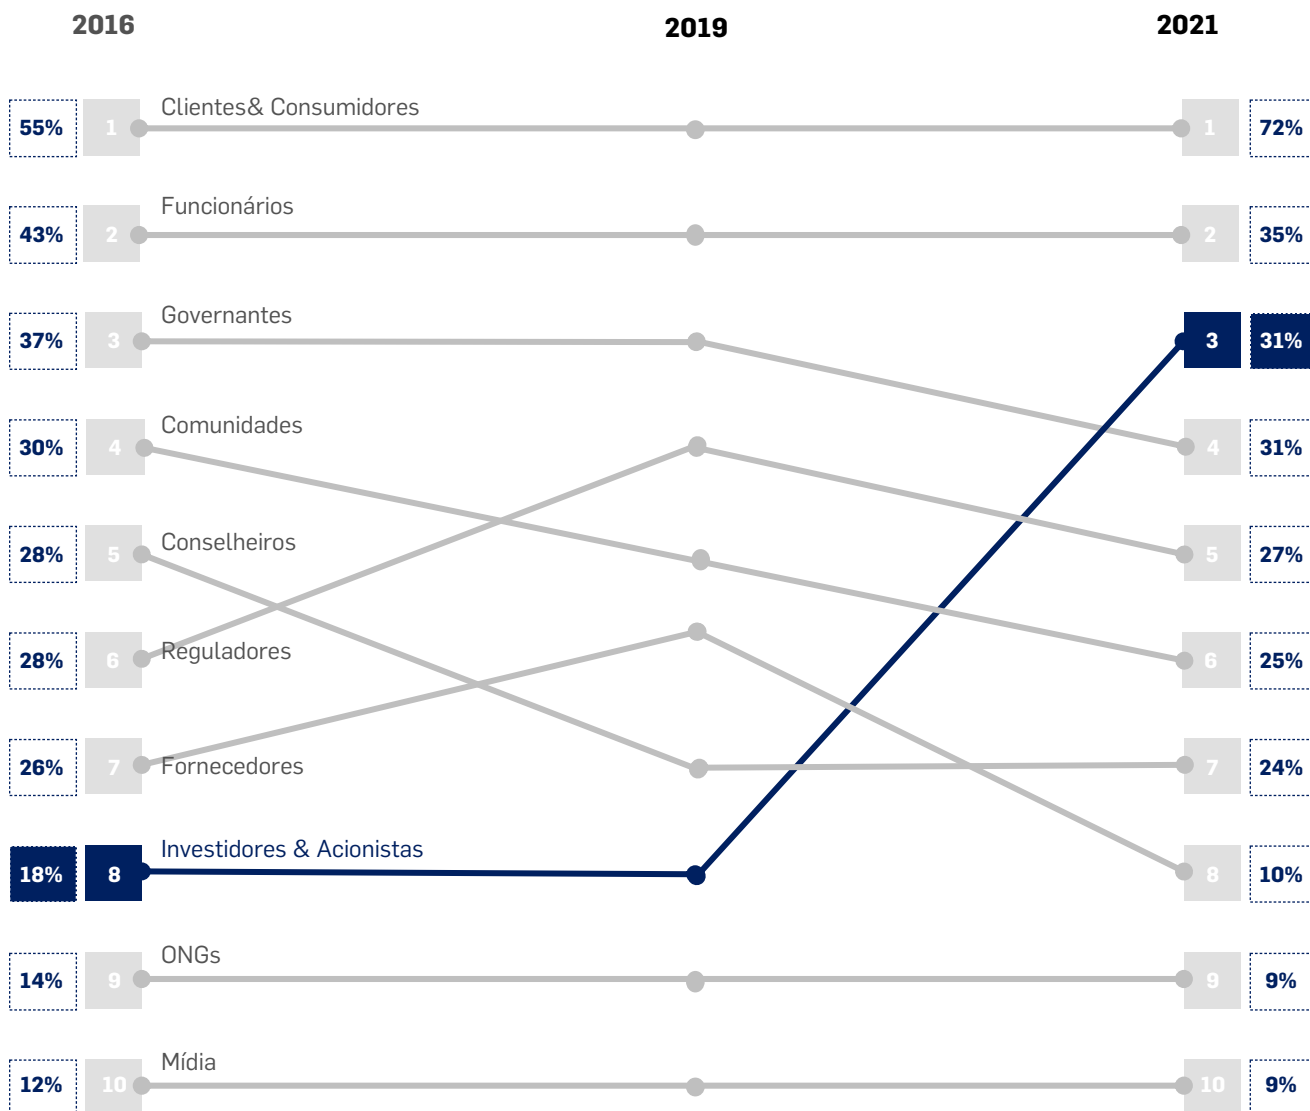 2016 2019 2021
Clientes& Consumidores
55% 1 1 72%
Funcionários
43% 2 2 35%
Governantes
37% 3 3 31%
Comunidades
30% 4 4 31%
Conselheiros
28% 5 5 27%
Reguladores
28% 6 6 25%
Fornecedores
26% 7 7 24%
Investidores & Acionistas
18% 8 8 10%
ONGs
14% 9 9 9%
Mídia
12% 10 10 9%